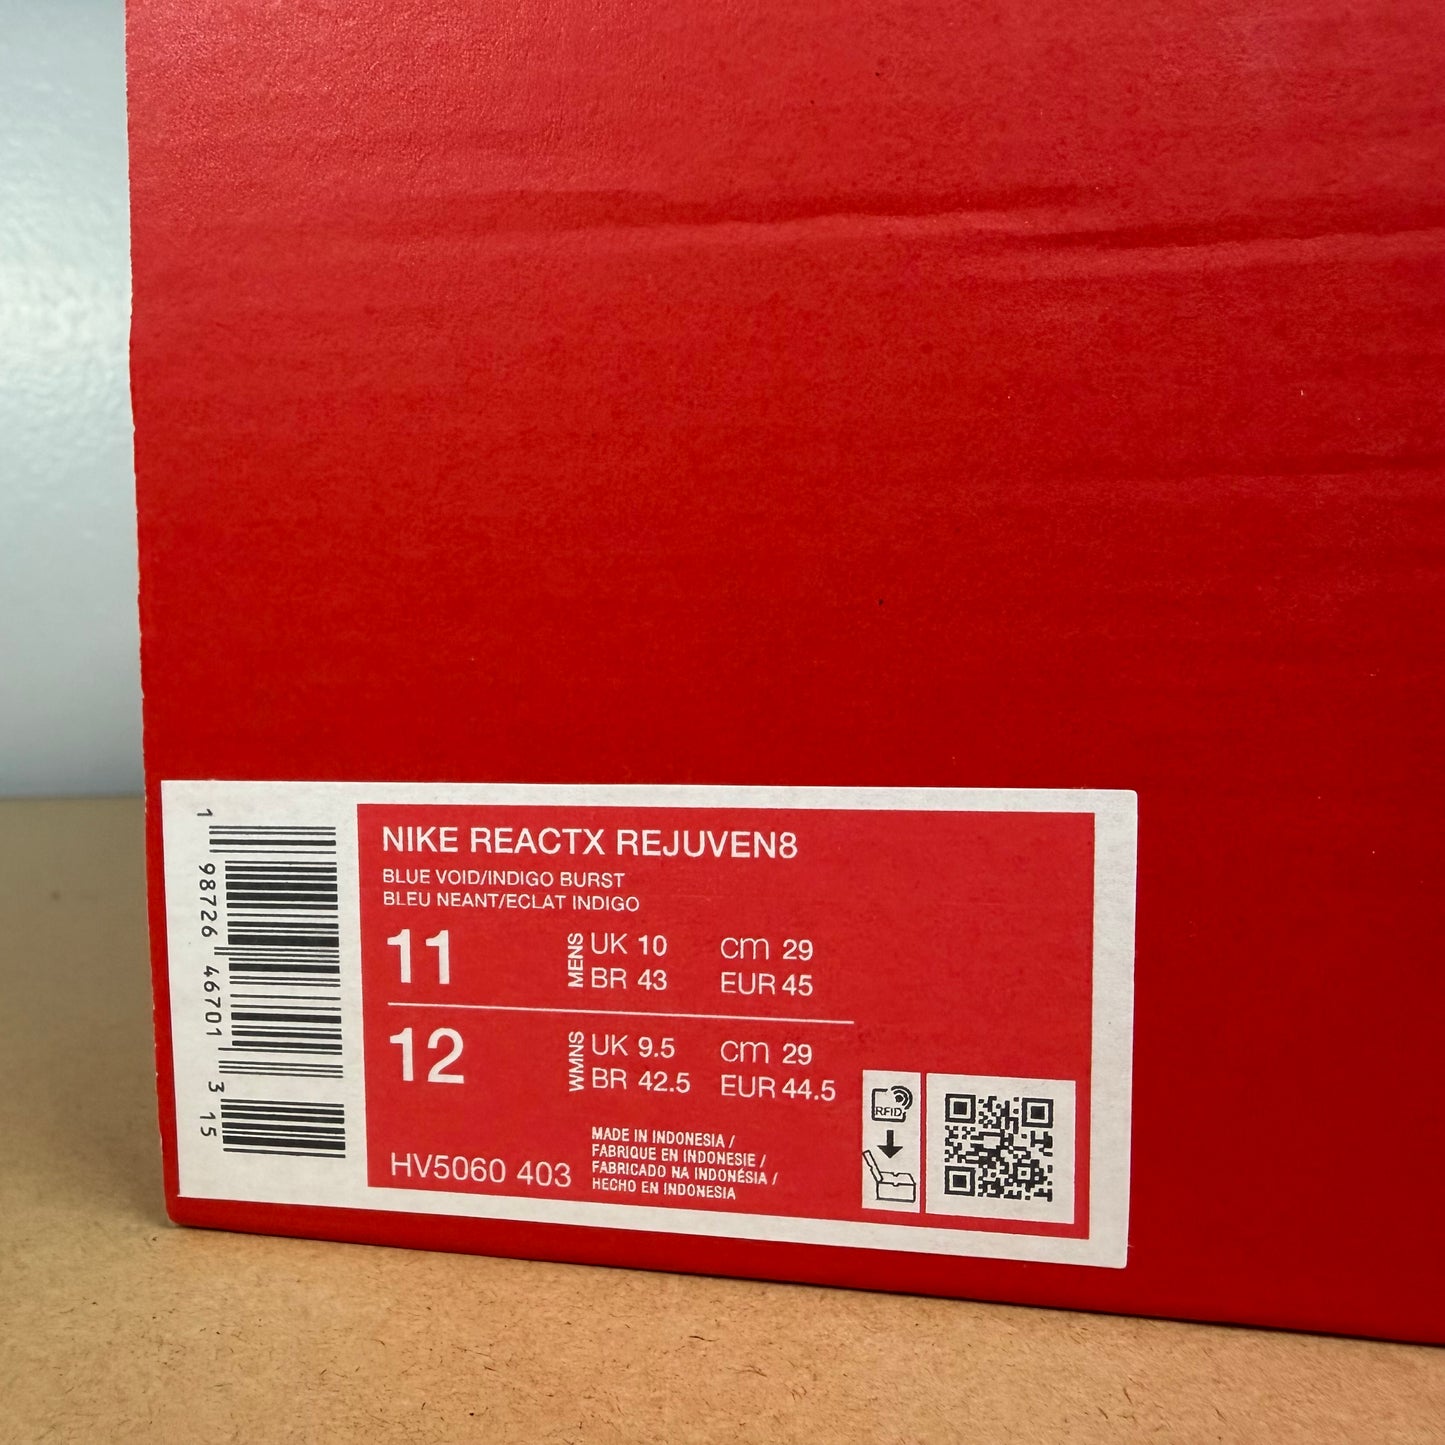 NIKE REACTX REJUVEN8
BLUE VOID/INDIGO BURST
BLEU NEANT/ECLAT INDIGO
11 MENS UK 10 cm 29
BR 43 EUR 45
12 WMNS UK 9.5 cm 29
BR 42.5 EUR 44.5
HV5060 403
MADE IN INDONESIA /
FABRIQUE EN INDONESIE /
FABRICADO NA INDONÉSIA /
HECHO EN INDONESIA
RFID
1 98726 46701 3 15